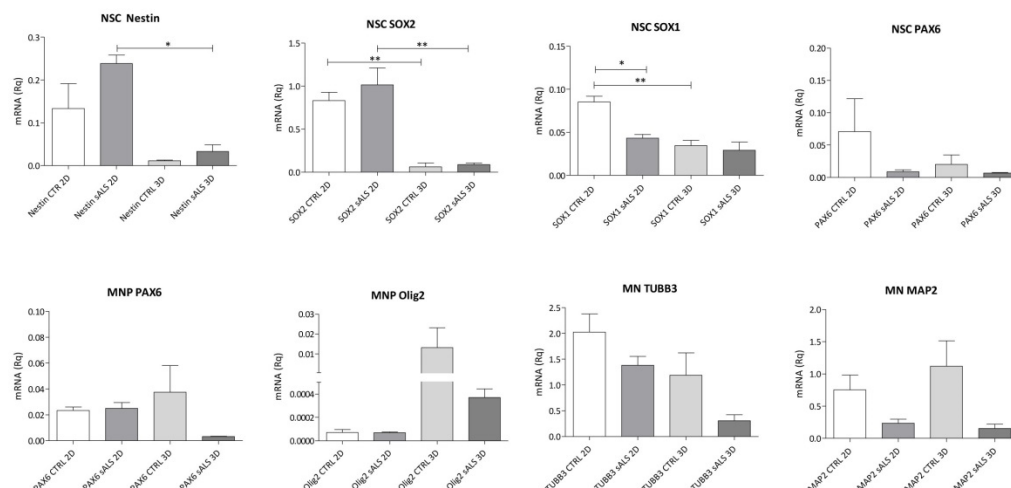 NSC Nestin
mRNA (Rq)
0.3
0.2
0.1
0.0
*
Nestin CTR 2D
Nestin sALS 2D
Nestin CTRL 3D
Nestin sALS 3D
NSC SOX2
mRNA (Rq)
1.5
1.0
0.5
0.0
**
**
SOX2 CTRL 2D
SOX2 sALS 2D
SOX2 CTRL 3D
SOX2 sALS 3D
NSC SOX1
mRNA (Rq)
0.15
0.10
0.05
0.00
*
**
SOX1 CTRL 2D
SOX1 sALS 2D
SOX1 CTRL 3D
SOX1 sALS 3D
NSC PAX6
mRNA (Rq)
0.20
0.15
0.10
0.05
0.00
PAX6 CTRL 2D
PAX6 sALS 2D
PAX6 CTRL 3D
PAX6 sALS 3D
MNP PAX6
mRNA (Rq)
0.10
0.08
0.06
0.04
0.02
0.00
PAX6 CTRL 2D
PAX6 sALS 2D
PAX6 CTRL 3D
PAX6 sALS 3D
MNP Olig2
mRNA (Rq)
0.03
0.02
0.01
0.0004
0.0002
0.0000
Olig2 CTRL 2D
Olig2 sALS 2D
Olig2 CTRL 3D
Olig2 sALS 3D
MN TUBB3
mRNA (Rq)
2.5
2.0
1.5
1.0
0.5
0.0
TUBB3 CTRL 2D
TUBB3 sALS 2D
TUBB3 CTRL 3D
TUBB3 sALS 3D
MN MAP2
mRNA (Rq)
2.0
1.5
1.0
0.5
0.0
MAP2 CTRL 2D
MAP2 sALS 2D
MAP2 CTRL 3D
MAP2 sALS 3D